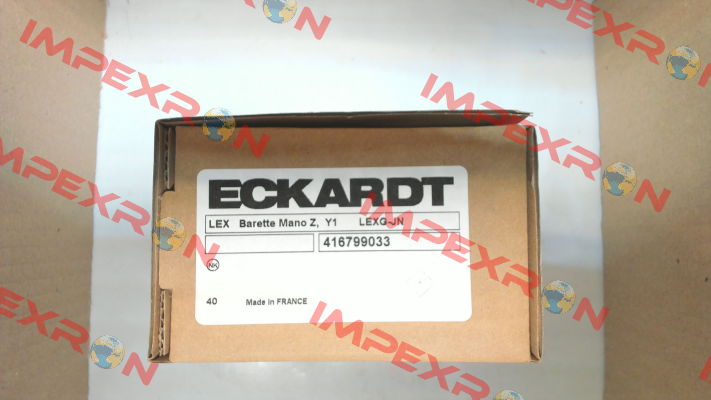 ECKARDT
LEX Barette Mano Z, Y1 LEXG-JN
416799033
NK
40 Made in FRANCE
IMPEXRON
IMPEXRON
IMPEXRON
IMPEXRON
IMPEXRON
IMPEXRON
IMPEXRON
IMPEXRON